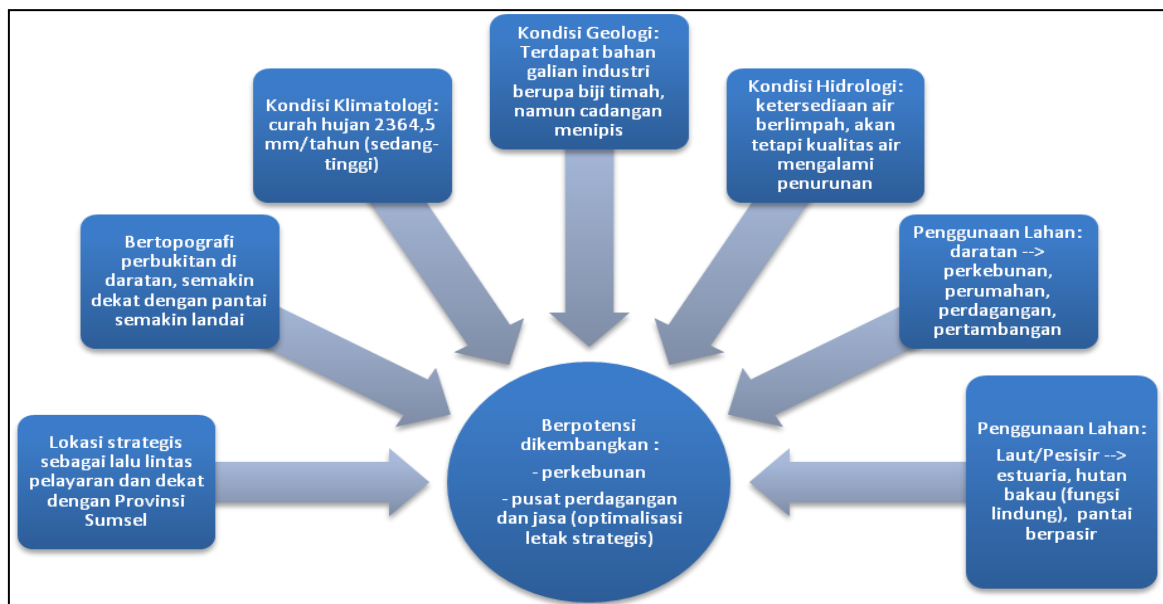 Lokasi strategis
sebagai lalu lintas
pelayaran dan dekat
dengan Provinsi
Sumsel
Bertopografi
perbukitan di
daratan, semakin
dekat dengan pantai
semakin landai
Kondisi Klimatologi:
curah hujan 2364,5
mm/tahun (sedang-
tinggi)
Kondisi Geologi:
Terdapat bahan
galian industri
berupa biji timah,
namun cadangan
menipis
Kondisi Hidrologi:
ketersediaan air
berlimpah, akan
tetapi kualitas air
mengalami
penurunan
Penggunaan Lahan:
daratan -->
perkebunan,
perumahan,
perdagangan,
pertambangan
Penggunaan Lahan:
Laut/Pesisir -->
estuaria, hutan
bakau (fungsi
lindung), pantai
berpasir
Berpotensi
dikembangkan :
- perkebunan
- pusat perdagangan
dan jasa (optimalisasi
letak strategis)